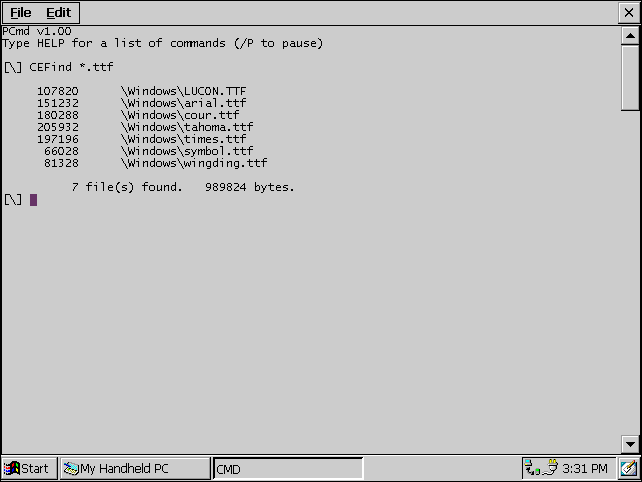 File Edit
PCmd v1.00
Type HELP for a list of commands (/P to pause)
[\] CEFind *.ttf
107820 \Windows\LUCON.TTF
151232 \Windows\arial.ttf
180288 \Windows\cour.ttf
205932 \Windows\tahoma.ttf
197196 \Windows\times.ttf
66028 \Windows\symbol.ttf
81328 \Windows\wingding.ttf
7 file(s) found. 989824 bytes.
[\]
Start My Handheld PC CMD 3:31 PM